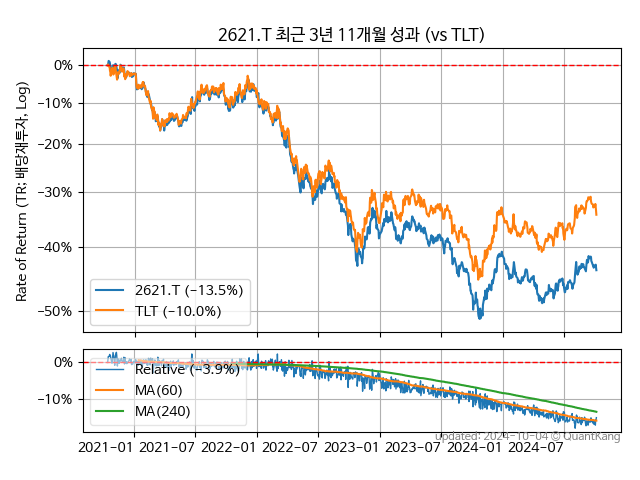 2621.T 최근 3년 11개월 성과 (vs TLT)
Rate of Return (TR; 배당재투자, Log)
0%
-10%
-20%
-30%
-40%
-50%
2621.T (-13.5%)
TLT (-10.0%)
0%
-10%
Relative (-3.9%)
MA(60)
MA(240)
2021-01 2021-07 2022-01 2022-07 2023-01 2023-07 2024-01 2024-07
updated: 2024-10-04 © QuantKang